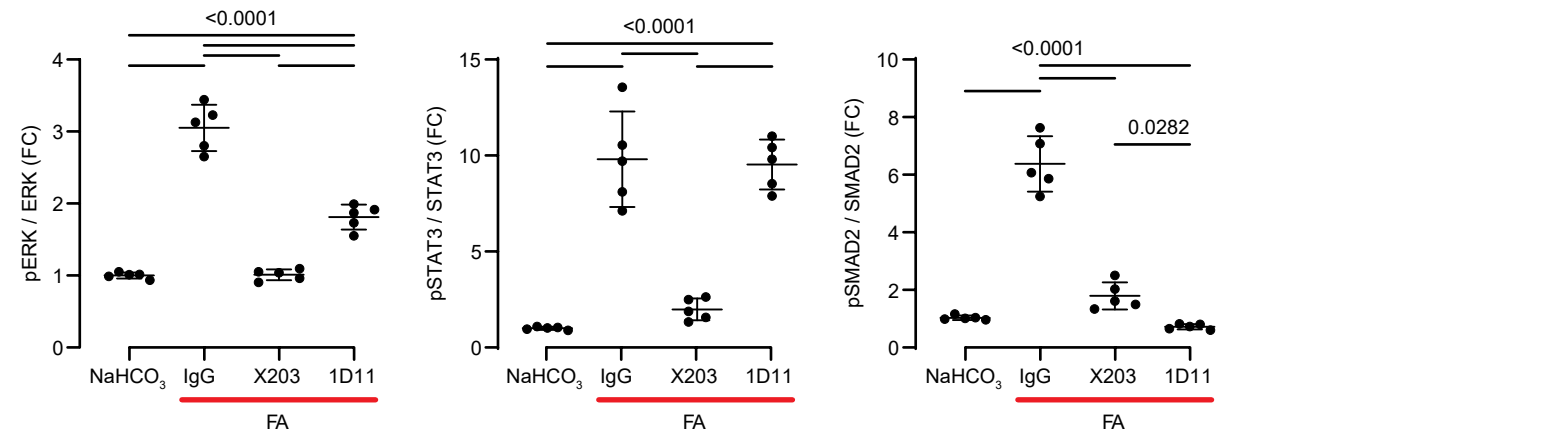 <0.0001
4
3
2
1
0
pERK / ERK (FC)
NaHCO₃ IgG X203 1D11
FA
<0.0001
15
10
5
0
pSTAT3 / STAT3 (FC)
NaHCO₃ IgG X203 1D11
FA
<0.0001
0.0282
10
8
6
4
2
0
pSMAD2 / SMAD2 (FC)
NaHCO₃ IgG X203 1D11
FA